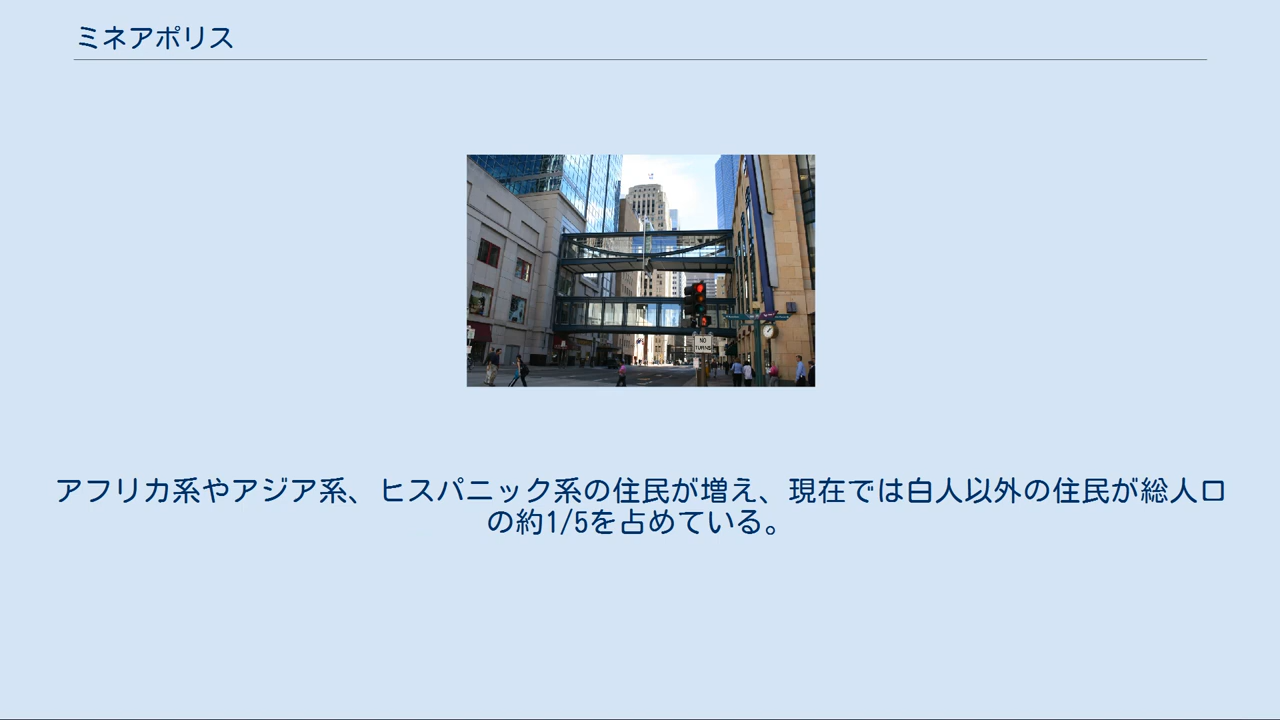 ミネアポリス
NO
TURNS
アフリカ系やアジア系、ヒスパニック系の住民が増え、現在では白人以外の住民が総人口
の約1/5を占めている。